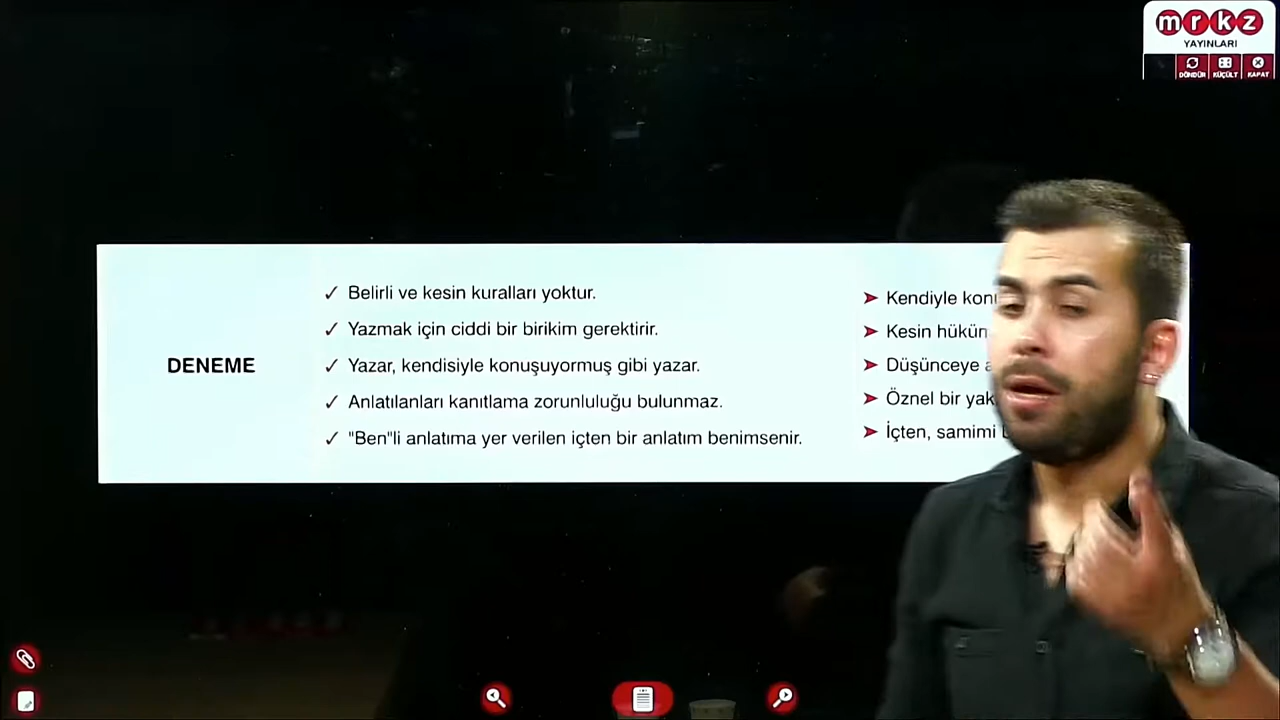 mrkz
YAYINLARI
DÖNDÜR KÜÇÜLT KAPAT
DENEME
✓ Belirli ve kesin kuralları yoktur.
✓ Yazmak için ciddi bir birikim gerektirir.
✓ Yazar, kendisiyle konuşuyormuş gibi yazar.
✓ Anlatılanları kanıtlama zorunluluğu bulunmaz.
✓ "Ben"li anlatıma yer verilen içten bir anlatım benimsenir.
➤ Kendiyle
➤ Kesin
➤ Düşünceye
➤ Öznel bir
➤ İçten, samimi